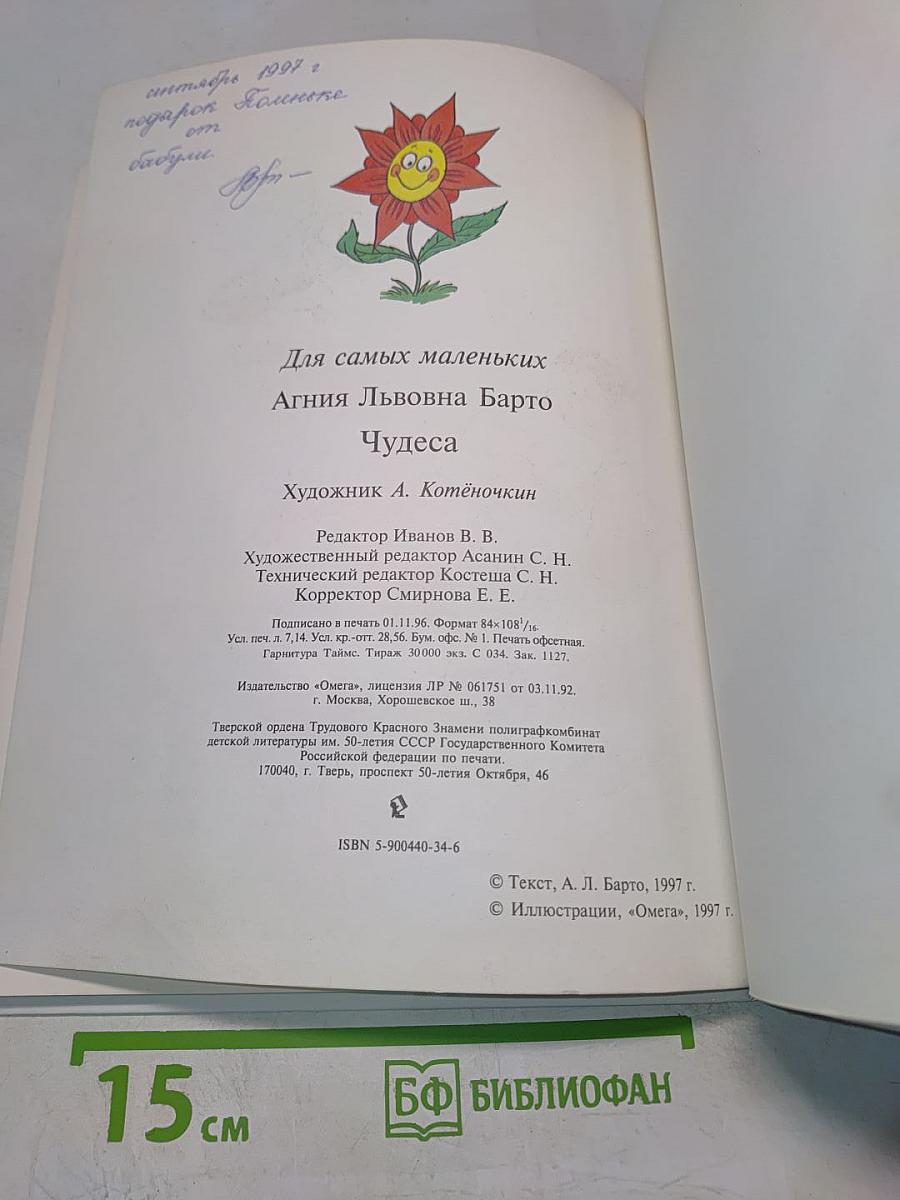 сентябрь 1997 г
подарок Поленьке
от
бабули.
Для самых маленьких
Агния Львовна Барто
Чудеса
Художник А. Котёночкин
Редактор Иванов В. В.
Художественный редактор Асанин С. Н.
Технический редактор Костеша С. Н.
Корректор Смирнова Е. Е.
Подписано в печать 01.11.96. Формат 84×108¹/₁₆.
Усл. печ. л. 7,14. Усл. кр.-отт. 28,56. Бум. офс. № 1. Печать офсетная.
Гарнитура Таймс. Тираж 30 000 экз. С 034. Зак. 1127.
Издательство «Омега», лицензия ЛР № 061751 от 03.11.92.
г. Москва, Хорошевское ш., 38
Тверской ордена Трудового Красного Знамени полиграфкомбинат
детской литературы им. 50-летия СССР Государственного Комитета
Российской федерации по печати.
170040, г. Тверь, проспект 50-летия Октября, 46
ISBN 5-900440-34-6
© Текст, А. Л. Барто, 1997 г.
© Иллюстрации, «Омега», 1997 г.
15 см
БФ БИБЛИОФАН